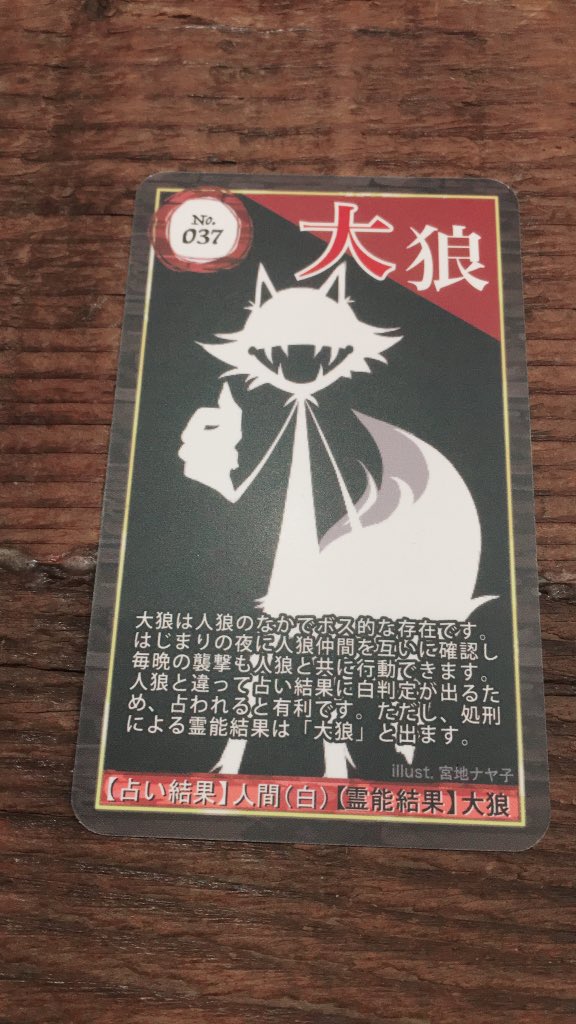 No.
037
大狼
大狼は人狼のなかでボス的な存在です。
はじまりの夜に人狼仲間を互いに確認し
毎晩の襲撃も人狼と共に行動できます。
人狼と違って占い結果に白判定が出るた
め、占われると有利です。ただし、処刑
による霊能結果は「大狼」と出ます。
illust. 宮地ナヤ子
【占い結果】人間(白)【霊能結果】大狼